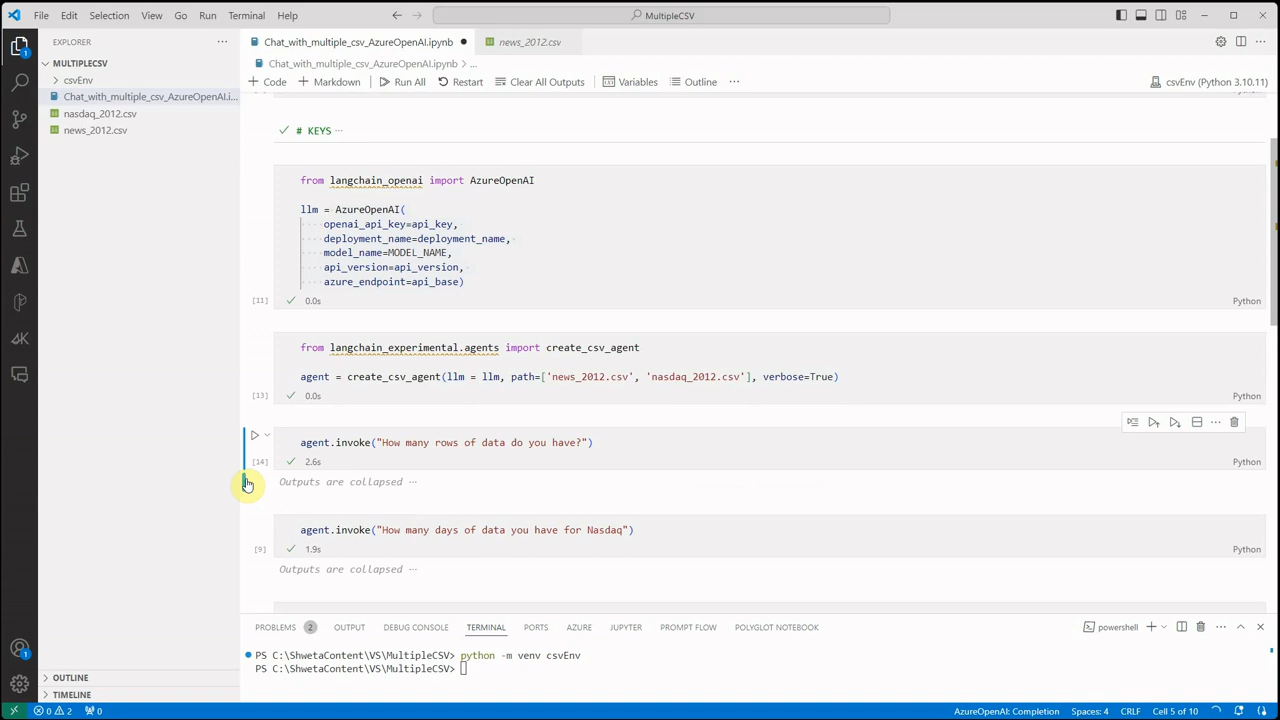 File Edit Selection View Go Run Terminal Help
MultipleCSV
EXPLORER
Chat_with_multiple_csv_AzureOpenAI.ipynb
news_2012.csv
MULTIPLECSV
Chat_with_multiple_csv_AzureOpenAI.ipynb > ...
csvEnv
+ Code + Markdown Run All Restart Clear All Outputs Variables Outline ...
csvEnv (Python 3.10.11)
Chat_with_multiple_csv_AzureOpenAI.i...
nasdaq_2012.csv
news_2012.csv
# KEYS ...
from langchain_openai import AzureOpenAI
llm = AzureOpenAI(
openai_api_key=api_key,
deployment_name=deployment_name,
model_name=MODEL_NAME,
api_version=api_version,
azure_endpoint=api_base)
[11] 0.0s Python
from langchain_experimental.agents import create_csv_agent
agent = create_csv_agent(llm = llm, path=['news_2012.csv', 'nasdaq_2012.csv'], verbose=True)
[13] 0.0s Python
agent.invoke("How many rows of data do you have?")
[14] 2.6s Python
Outputs are collapsed ...
agent.invoke("How many days of data you have for Nasdaq")
[9] 1.9s Python
Outputs are collapsed ...
PROBLEMS 2 OUTPUT DEBUG CONSOLE TERMINAL PORTS AZURE JUPYTER PROMPT FLOW POLYGLOT NOTEBOOK
powershell
PS C:\ShwetaContent\VS\MultipleCSV> python -m venv csvEnv
PS C:\ShwetaContent\VS\MultipleCSV>
OUTLINE
TIMELINE
0 2 0 AzureOpenAI: Completion Spaces: 4 CRLF Cell 5 of 10